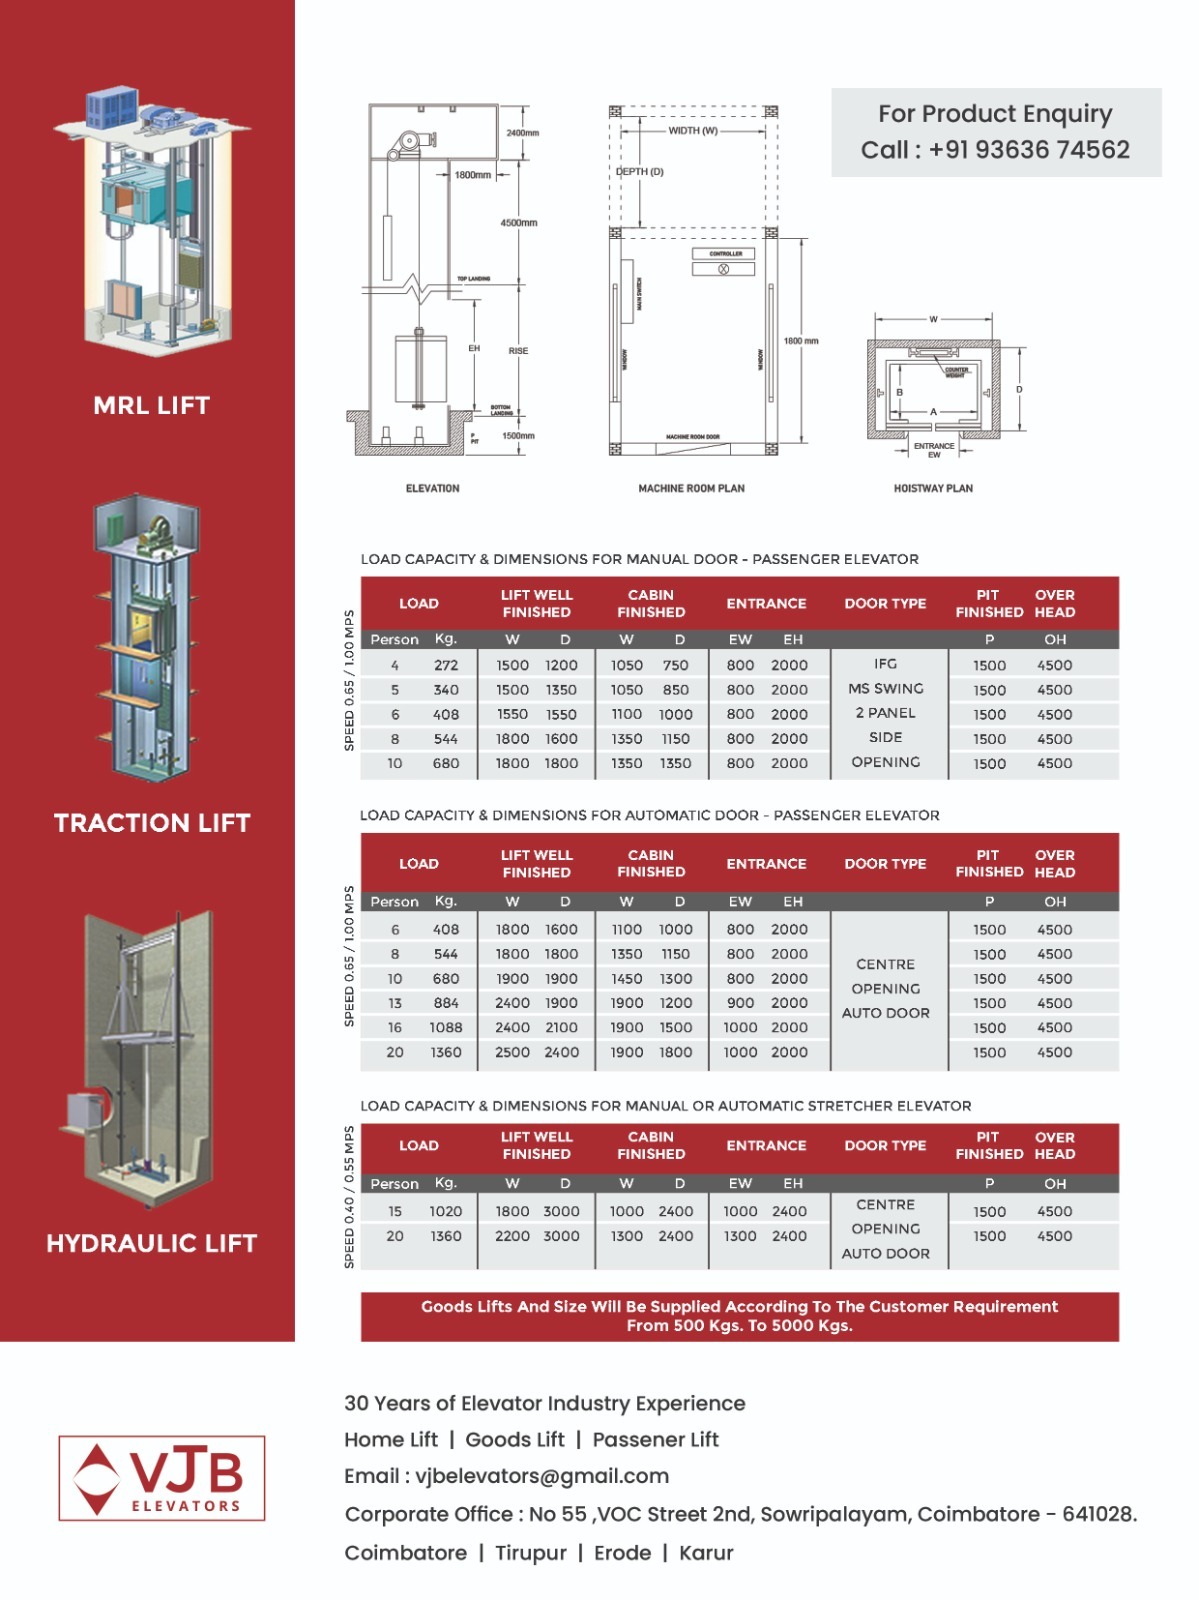 For Product Enquiry
Call : +91 93636 74562
MRL LIFT
TRACTION LIFT
HYDRAULIC LIFT
2400mm
1800mm
4500mm
TOP LANDING
EH
RISE
BOTTOM
LANDING
P
PIT
1500mm
ELEVATION
WIDTH (W)
DEPTH (D)
CONTROLLER
MAIN SWITCH
WINDOW
WINDOW
1800 mm
MACHINE ROOM DOOR
MACHINE ROOM PLAN
W
COUNTER
WEIGHT
B
D
A
ENTRANCE
EW
HOISTWAY PLAN
LOAD CAPACITY & DIMENSIONS FOR MANUAL DOOR - PASSENGER ELEVATOR
SPEED 0.65 / 1.00 MPS
LOAD LIFT WELL FINISHED CABIN FINISHED ENTRANCE DOOR TYPE PIT FINISHED OVER HEAD
Person Kg. W D W D EW EH P OH
4 272 1500 1200 1050 750 800 2000 IFG 1500 4500
5 340 1500 1350 1050 850 800 2000 MS SWING 1500 4500
6 408 1550 1550 1100 1000 800 2000 2 PANEL 1500 4500
8 544 1800 1600 1350 1150 800 2000 SIDE 1500 4500
10 680 1800 1800 1350 1350 800 2000 OPENING 1500 4500
LOAD CAPACITY & DIMENSIONS FOR AUTOMATIC DOOR - PASSENGER ELEVATOR
SPEED 0.65 / 1.00 MPS
LOAD LIFT WELL FINISHED CABIN FINISHED ENTRANCE DOOR TYPE PIT FINISHED OVER HEAD
Person Kg. W D W D EW EH P OH
6 408 1800 1600 1100 1000 800 2000 1500 4500
8 544 1800 1800 1350 1150 800 2000 1500 4500
CENTRE
10 680 1900 1900 1450 1300 800 2000 1500 4500
OPENING
13 884 2400 1900 1900 1200 900 2000 1500 4500
AUTO DOOR
16 1088 2400 2100 1900 1500 1000 2000 1500 4500
20 1360 2500 2400 1900 1800 1000 2000 1500 4500
LOAD CAPACITY & DIMENSIONS FOR MANUAL OR AUTOMATIC STRETCHER ELEVATOR
SPEED 0.40 / 0.55 MPS
LOAD LIFT WELL FINISHED CABIN FINISHED ENTRANCE DOOR TYPE PIT FINISHED OVER HEAD
Person Kg. W D W D EW EH P OH
15 1020 1800 3000 1000 2400 1000 2400 CENTRE 1500 4500
20 1360 2200 3000 1300 2400 1300 2400 OPENING 1500 4500
AUTO DOOR
Goods Lifts And Size Will Be Supplied According To The Customer Requirement
From 500 Kgs. To 5000 Kgs.
VJB
ELEVATORS
30 Years of Elevator Industry Experience
Home Lift | Goods Lift | Passener Lift
Email : vjbelevators@gmail.com
Corporate Office : No 55 ,VOC Street 2nd, Sowripalayam, Coimbatore - 641028.
Coimbatore | Tirupur | Erode | Karur